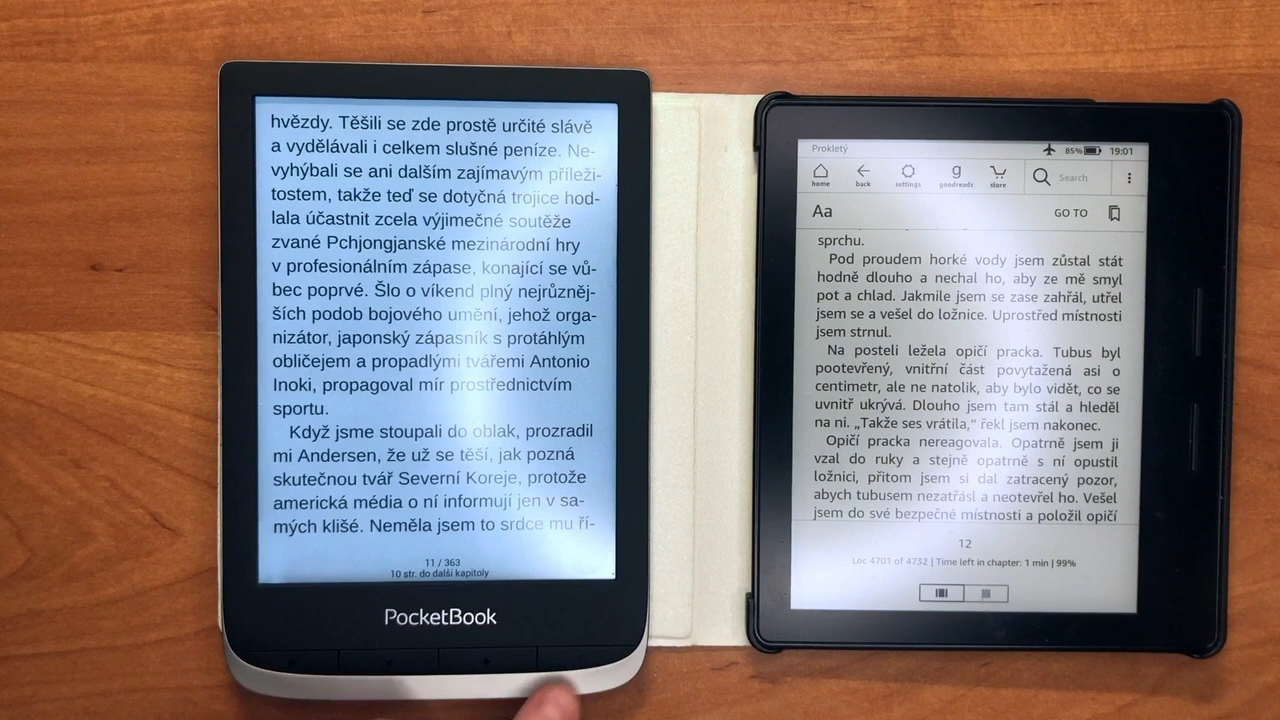 hvězdy. Těšili se zde prostě určité slávě
a vydělávali i celkem slušné peníze. Ne-
vyhýbali se ani dalším zajímavým příleži-
tostem, takže teď se dotyčná trojice hod-
lala účastnit zcela výjimečné soutěže
zvané Pchjongjanské mezinárodní hry
v profesionálním zápase, konající se vů-
bec poprvé. Šlo o víkend plný nejrůzněj-
ších podob bojového umění, jehož orga-
nizátor, japonský zápasník s protáhlým
obličejem a propadlými tvářemi Antonio
Inoki, propagoval mír prostřednictvím
sportu.
Když jsme stoupali do oblak, prozradil
mi Andersen, že už se těší, jak pozná
skutečnou tvář Severní Koreje, protože
americká média o ní informují jen v sa-
mých klišé. Neměla jsem to srdce mu ří-
11 / 363
10 str. do další kapitoly
PocketBook
Prokletý
85%
19:01
home
back
settings
goodreads
store
Search
Aa
GO TO
sprchu.
Pod proudem horké vody jsem zůstal stát
hodně dlouho a nechal ho, aby ze mě smyl
pot a chlad. Jakmile jsem se zase zahřál, utřel
jsem se a vešel do ložnice. Uprostřed místnosti
jsem strnul.
Na posteli ležela opičí pracka. Tubus byl
pootevřený, vnitřní část povytažená asi o
centimetr, ale ne natolik, aby bylo vidět, co se
uvnitř ukrývá. Dlouho jsem tam stál a hleděl
na ni. „Takže ses vrátila,“ řekl jsem nakonec.
Opičí pracka nereagovala. Opatrně jsem ji
vzal do ruky a stejně opatrně s ní opustil
ložnici, přitom jsem si dal zatracený pozor,
abych tubusem nezatřásl a neotevřel ho. Vešel
jsem do své bezpečné místnosti a položil opičí
12
Loc 4701 of 4732 | Time left in chapter: 1 min | 99%